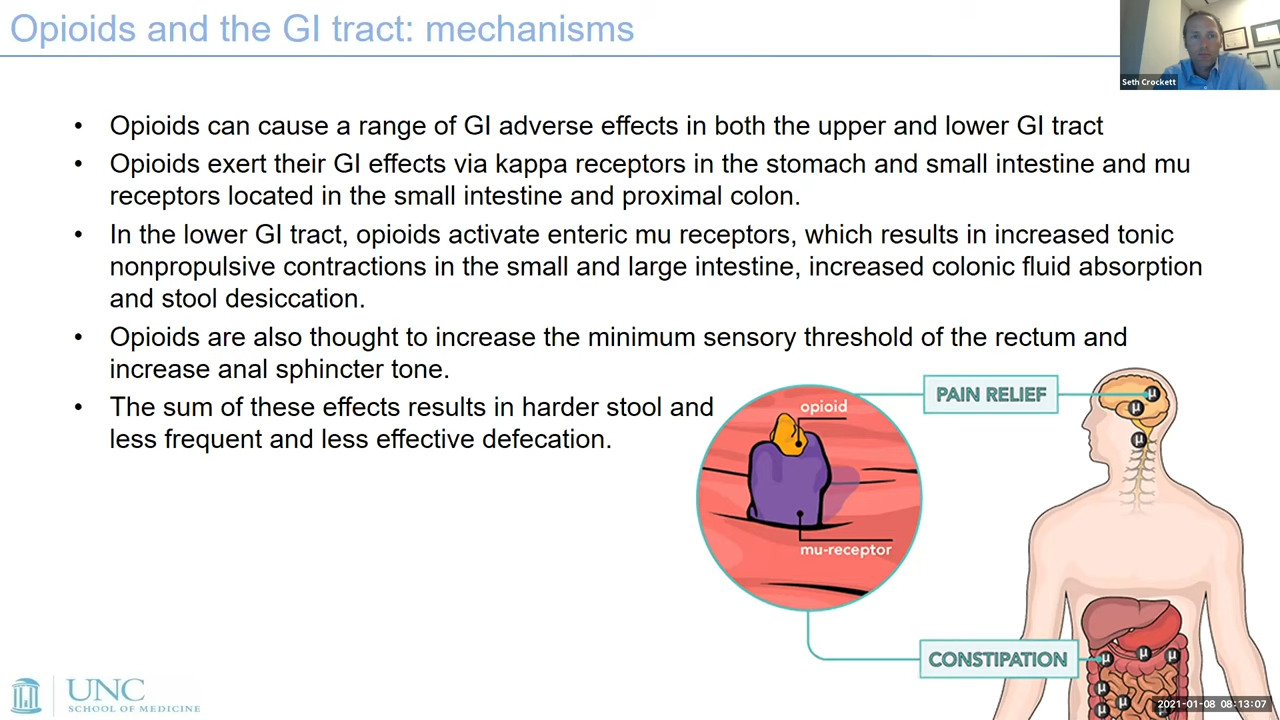 Opioids and the GI tract: mechanisms
Seth Crockett
• Opioids can cause a range of GI adverse effects in both the upper and lower GI tract
• Opioids exert their GI effects via kappa receptors in the stomach and small intestine and mu
receptors located in the small intestine and proximal colon.
• In the lower GI tract, opioids activate enteric mu receptors, which results in increased tonic
nonpropulsive contractions in the small and large intestine, increased colonic fluid absorption
and stool desiccation.
• Opioids are also thought to increase the minimum sensory threshold of the rectum and
increase anal sphincter tone.
• The sum of these effects results in harder stool and
less frequent and less effective defecation.
opioid
mu-receptor
PAIN RELIEF
μ
μ
μ
CONSTIPATION
μ
μ
μ
μ
μ
μ
UNC
SCHOOL OF MEDICINE
2021-01-08 08:13:07